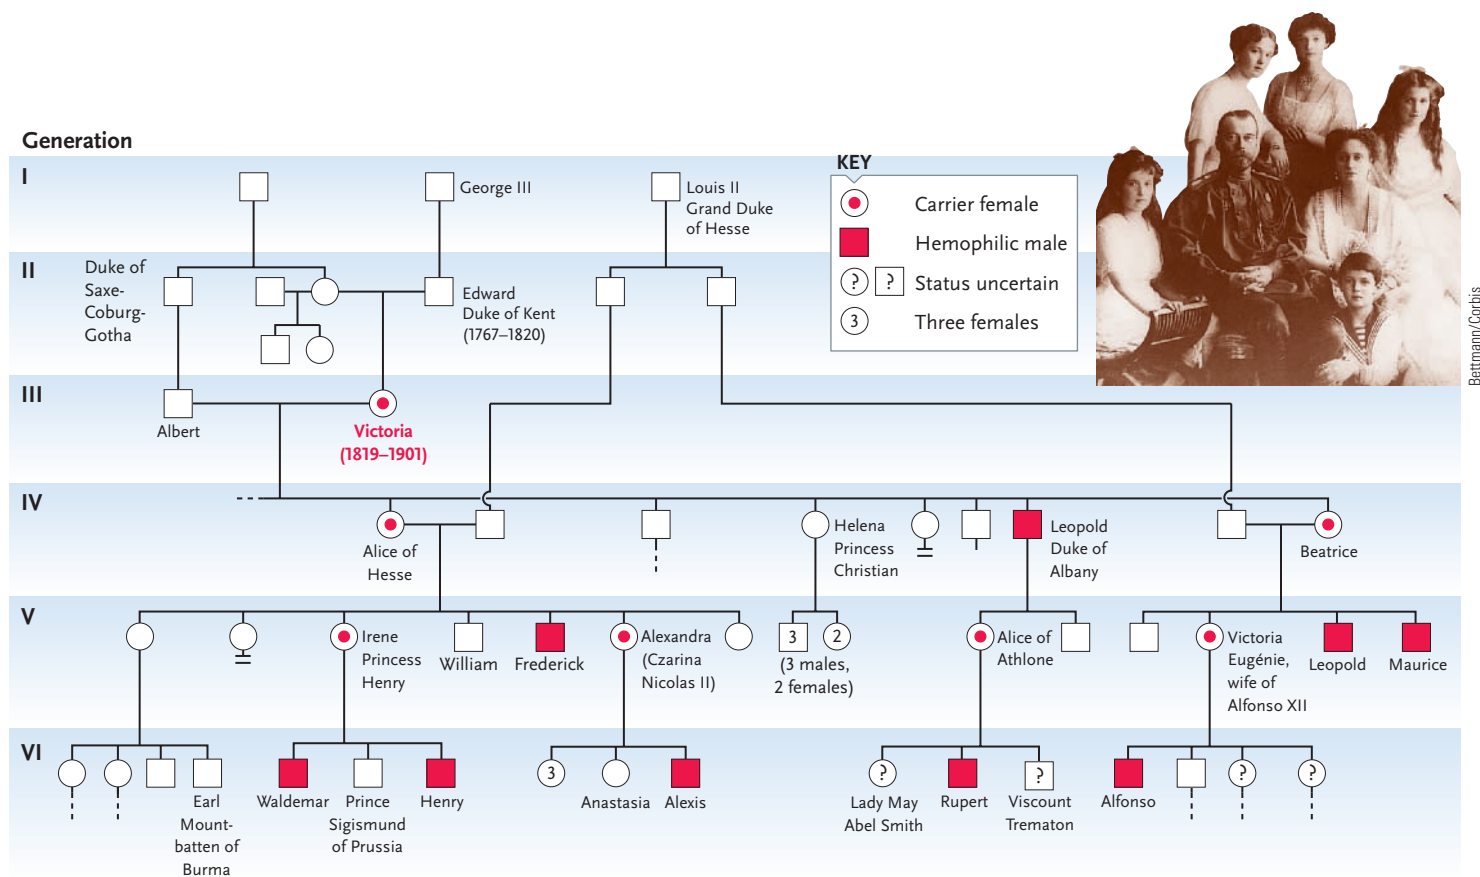 Generation
I
George III
Louis II
Grand Duke
of Hesse
KEY
Carrier female
Hemophilic male
? ? Status uncertain
3 Three females
II
Duke of
Saxe-
Coburg-
Gotha
Edward
Duke of Kent
(1767–1820)
Bettmann/Corbis
III
Albert
Victoria
(1819–1901)
IV
Alice of
Hesse
Helena
Princess
Christian
Leopold
Duke of
Albany
Beatrice
V
Irene
Princess
Henry
William
Frederick
Alexandra
(Czarina
Nicolas II)
3 2
(3 males,
2 females)
Alice of
Athlone
Victoria
Eugénie,
wife of
Alfonso XII
Leopold
Maurice
VI
Earl
Mount-
batten of
Burma
Waldemar
Prince
Sigismund
of Prussia
Henry
3
Anastasia
Alexis
?
Lady May
Abel Smith
Rupert
?
Viscount
Trematon
Alfonso
?
?